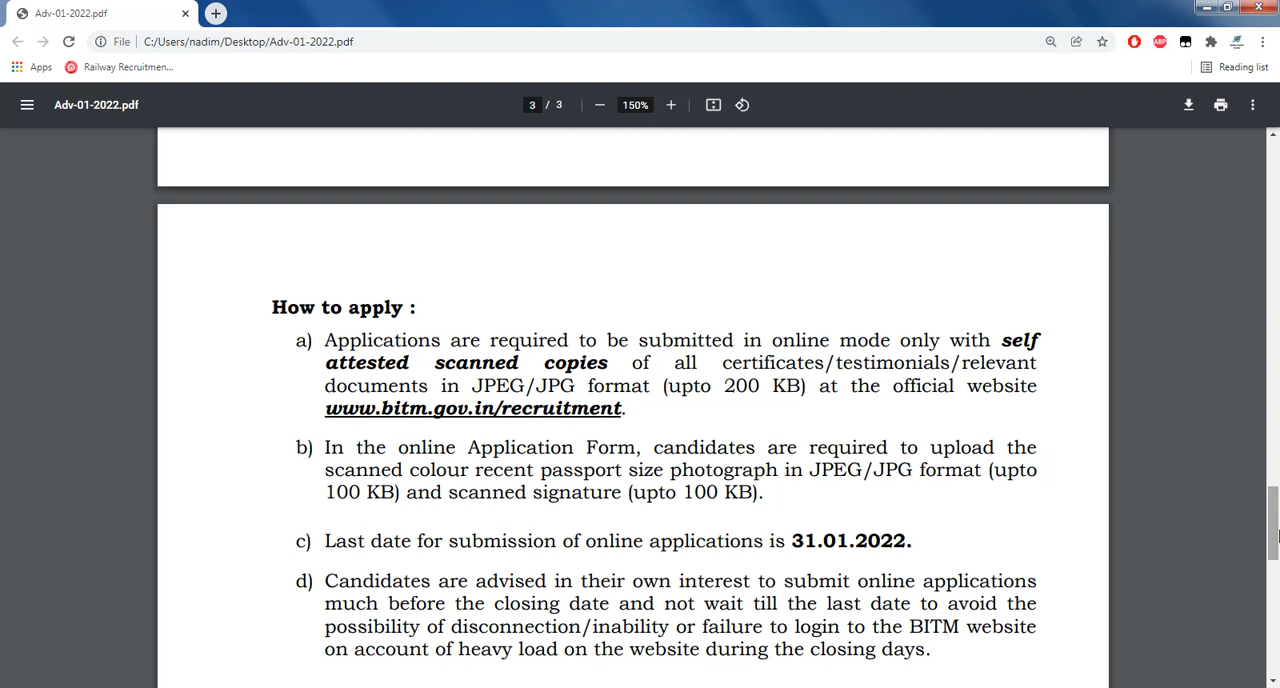 Adv-01-2022.pdf
File C:/Users/nadim/Desktop/Adv-01-2022.pdf
ABP
Apps Railway Recruitmen... Reading list
Adv-01-2022.pdf 3 / 3 150%
How to apply :
a) Applications are required to be submitted in online mode only with self
attested scanned copies of all certificates/testimonials/relevant
documents in JPEG/JPG format (upto 200 KB) at the official website
www.bitm.gov.in/recruitment.
b) In the online Application Form, candidates are required to upload the
scanned colour recent passport size photograph in JPEG/JPG format (upto
100 KB) and scanned signature (upto 100 KB).
c) Last date for submission of online applications is 31.01.2022.
d) Candidates are advised in their own interest to submit online applications
much before the closing date and not wait till the last date to avoid the
possibility of disconnection/inability or failure to login to the BITM website
on account of heavy load on the website during the closing days.